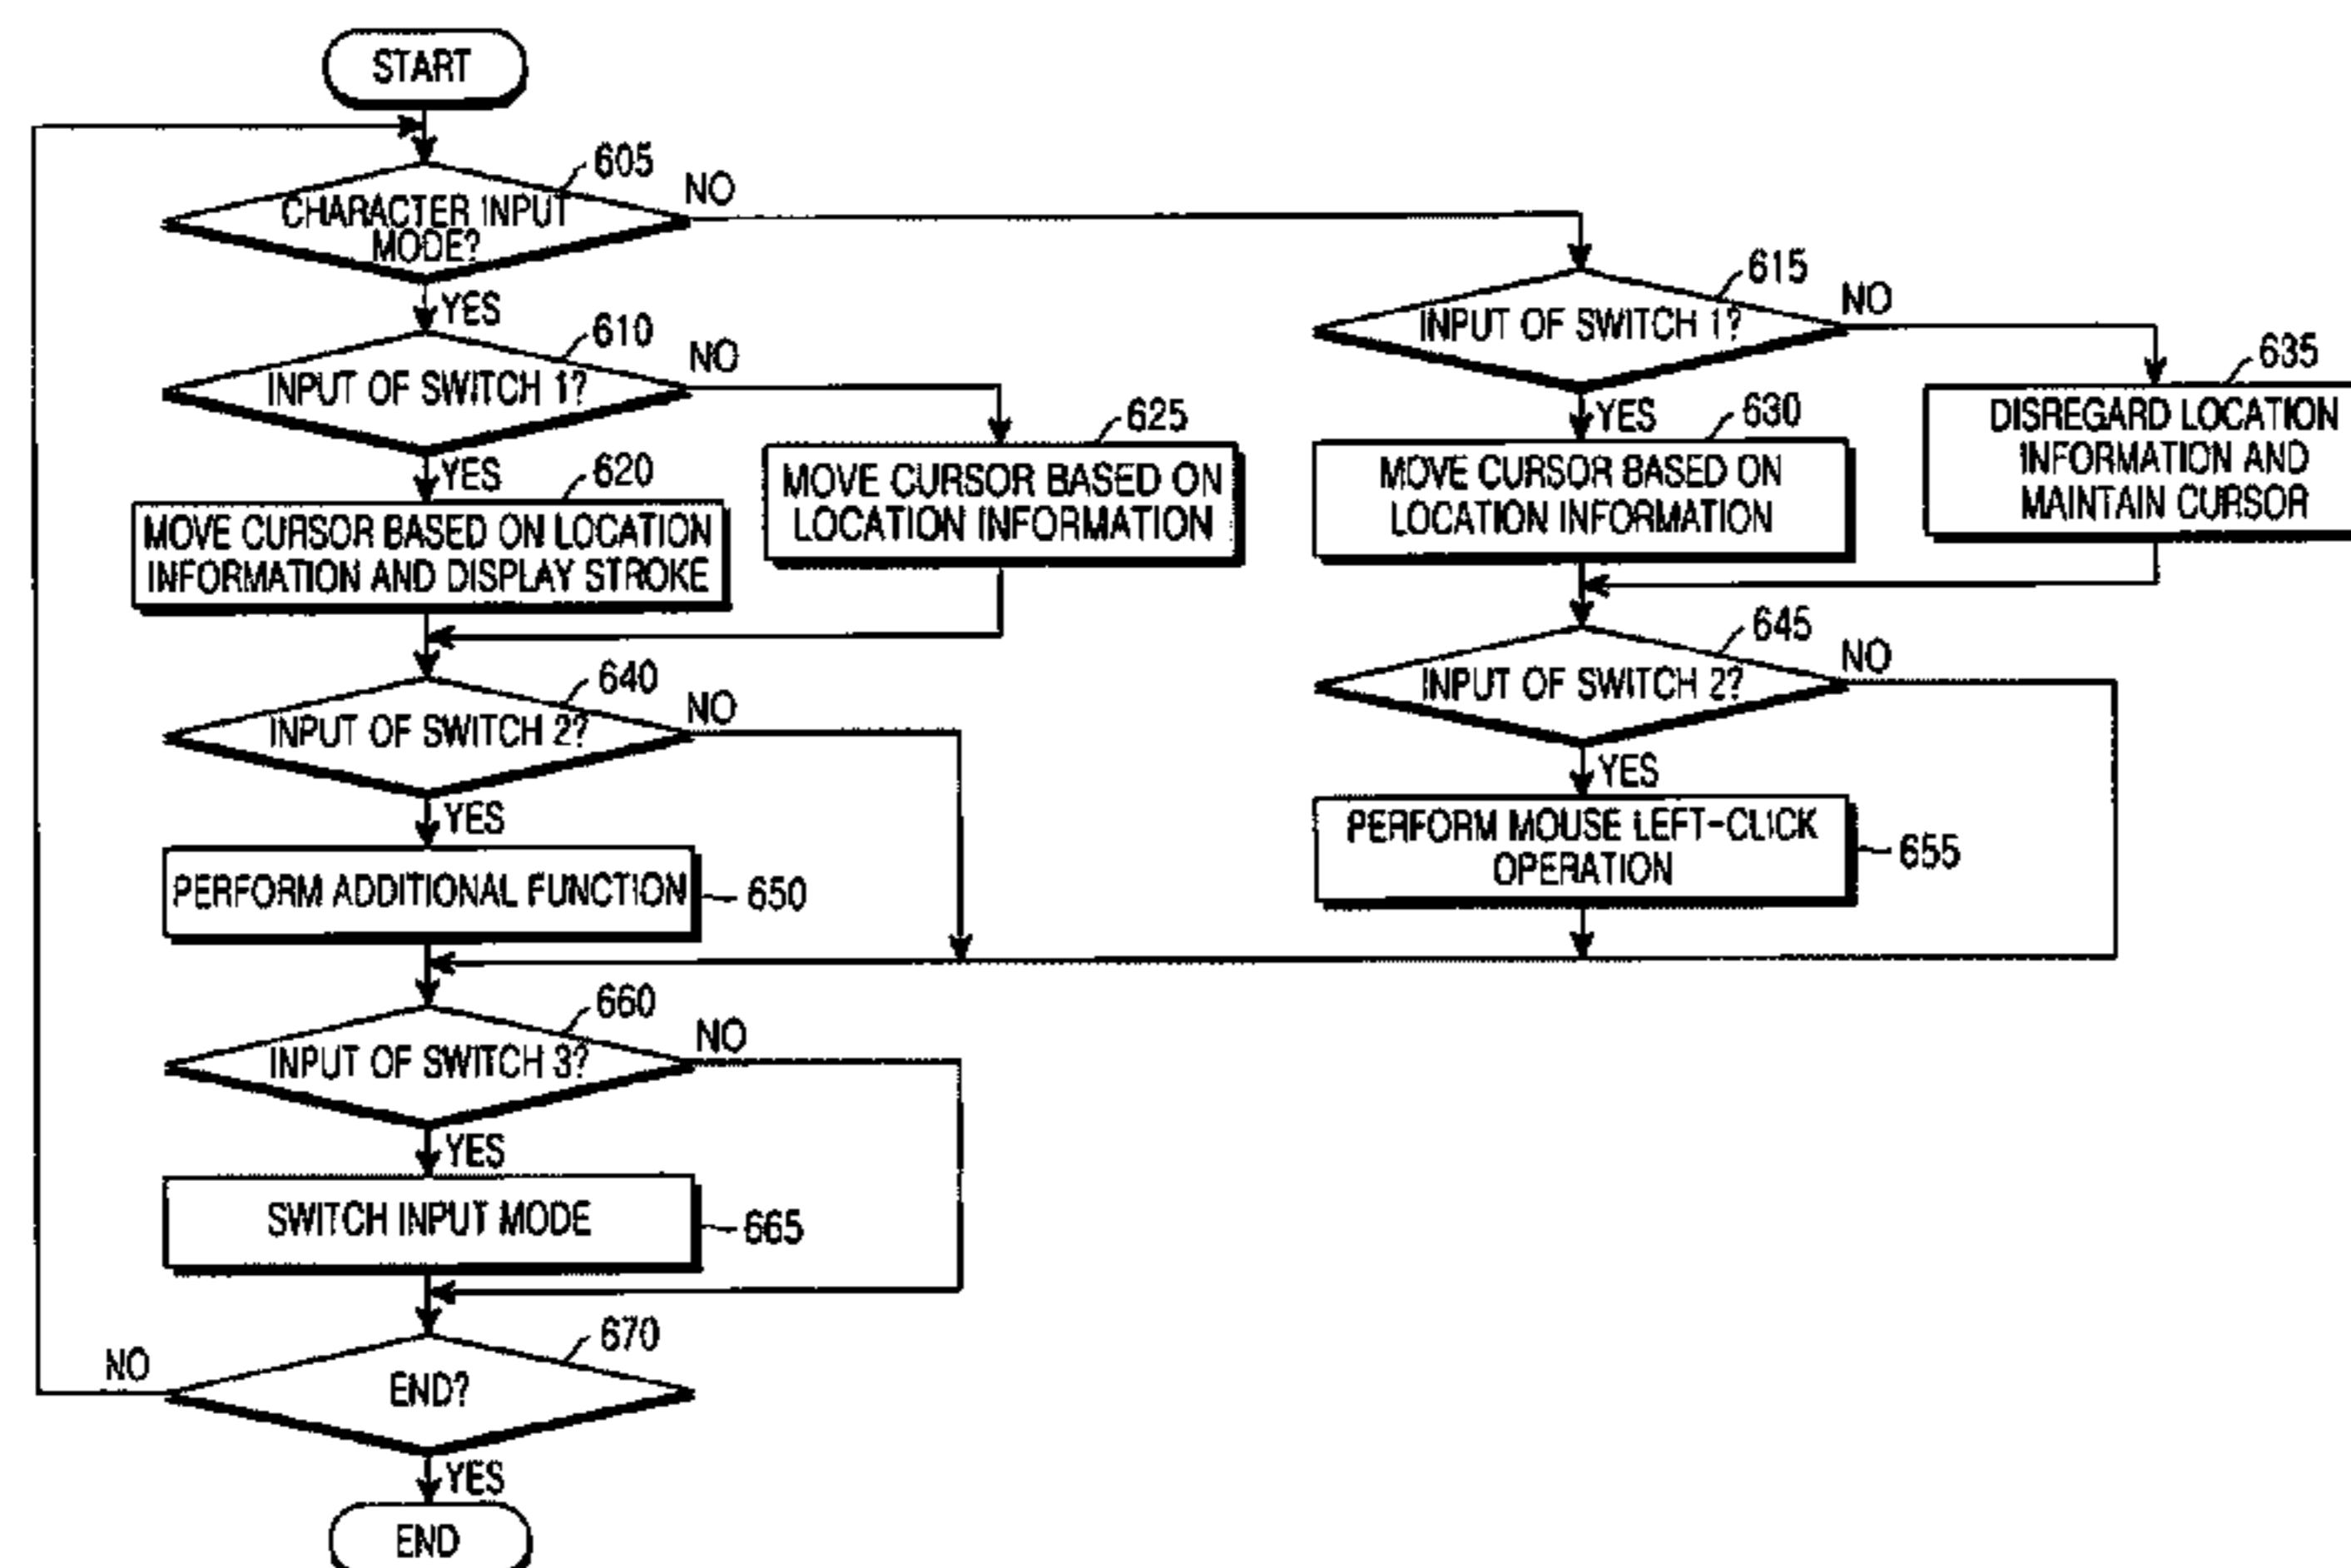 START
605
CHARACTER INPUT
MODE?
NO
YES
610
INPUT OF SWITCH 1?
NO
YES
620
MOVE CURSOR BASED ON LOCATION
INFORMATION AND DISPLAY STROKE
625
MOVE CURSOR BASED ON
LOCATION INFORMATION
615
INPUT OF SWITCH 1?
NO
YES
630
MOVE CURSOR BASED ON
LOCATION INFORMATION
635
DISREGARD LOCATION
INFORMATION AND
MAINTAIN CURSOR
640
INPUT OF SWITCH 2?
NO
YES
PERFORM ADDITIONAL FUNCTION
650
645
INPUT OF SWITCH 2?
NO
YES
PERFORM MOUSE LEFT-CLICK
OPERATION
655
660
INPUT OF SWITCH 3?
NO
YES
SWITCH INPUT MODE
665
670
END?
NO
YES
END